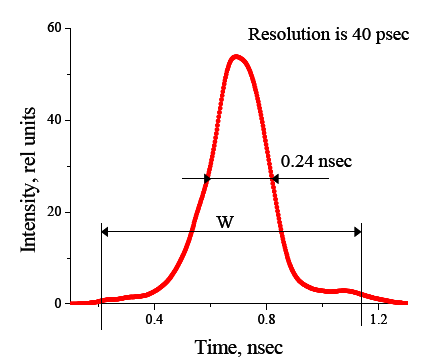 Resolution is 40 psec
60
40
20
0
0.24 nsec
W
0.4
0.8
1.2
Intensity, rel units
Time, nsec